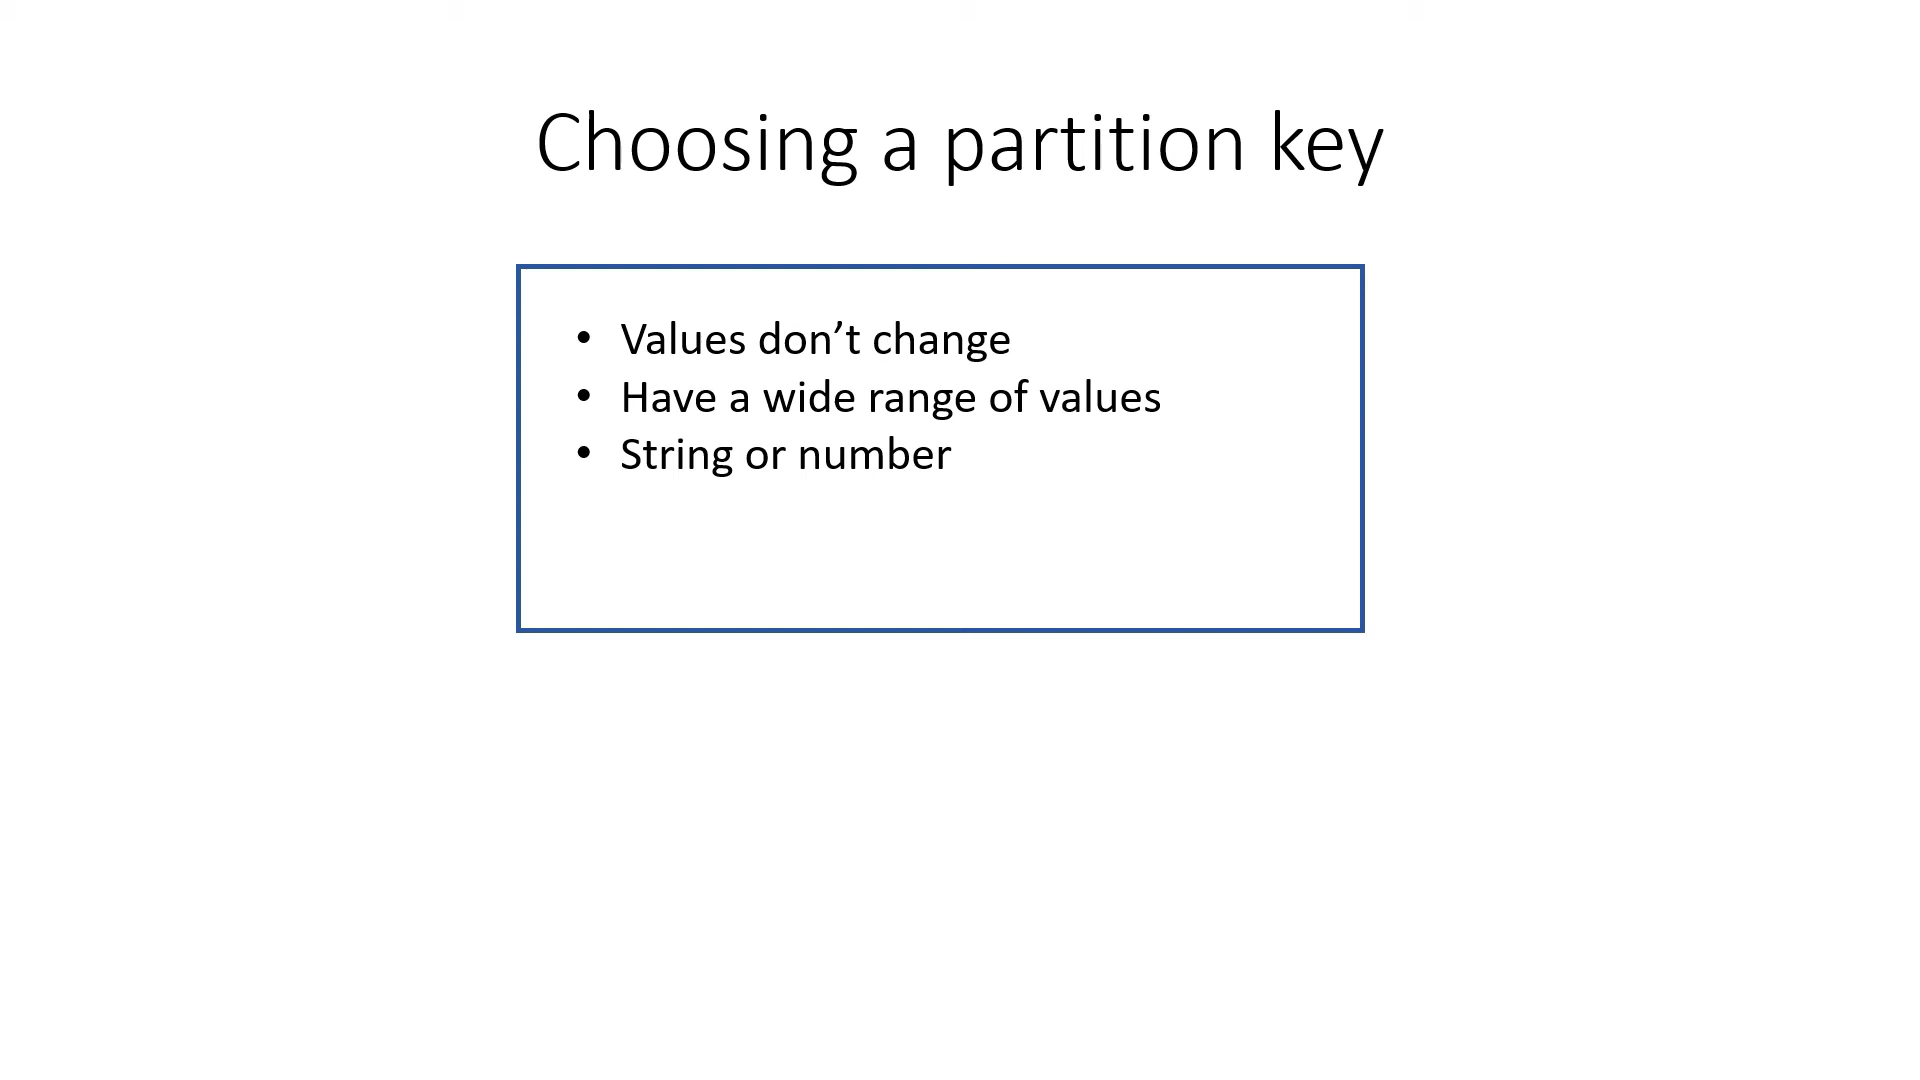 Choosing a partition key
• Values don’t change
• Have a wide range of values
• String or number